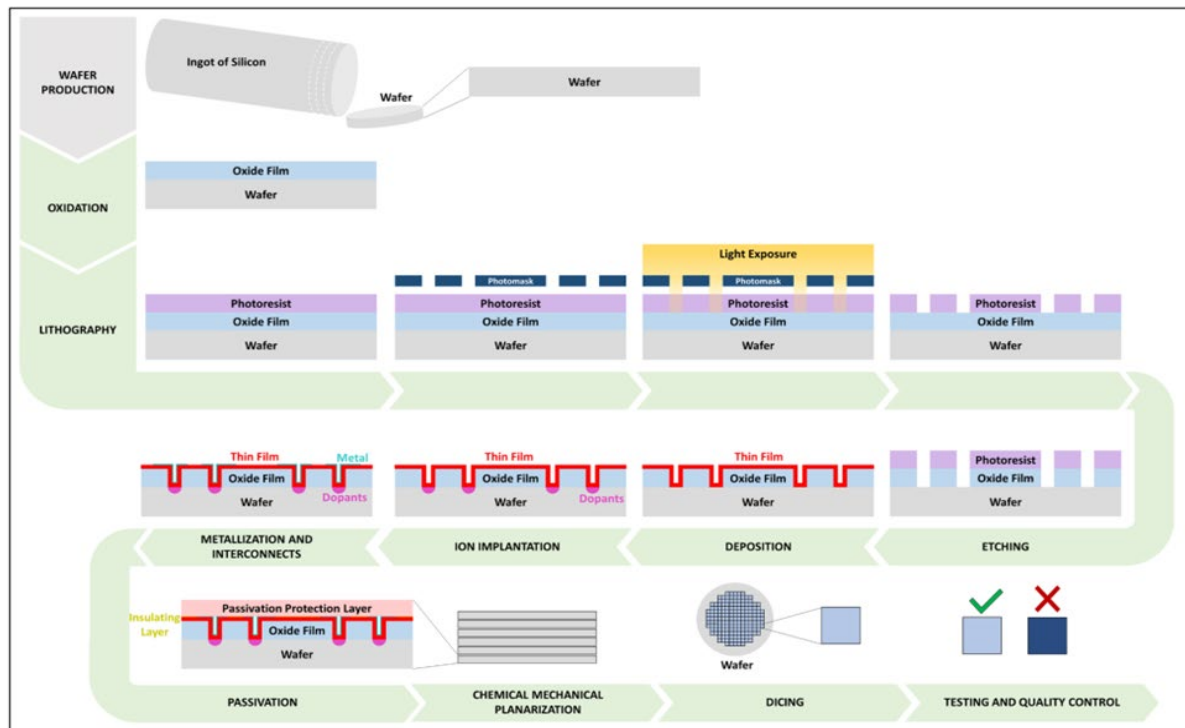 WAFER
PRODUCTION
Ingot of Silicon
Wafer
Wafer
OXIDATION
Oxide Film
Wafer
LITHOGRAPHY
Photoresist
Oxide Film
Wafer
Photomask
Photoresist
Oxide Film
Wafer
Light Exposure
Photomask
Photoresist
Oxide Film
Wafer
Photoresist
Oxide Film
Wafer
Thin Film
Metal
Oxide Film
Wafer
Dopants
METALLIZATION AND
INTERCONNECTS
Thin Film
Oxide Film
Wafer
Dopants
ION IMPLANTATION
Thin Film
Oxide Film
Wafer
DEPOSITION
Photoresist
Oxide Film
Wafer
ETCHING
Insulating
Layer
Passivation Protection Layer
Oxide Film
Wafer
PASSIVATION
CHEMICAL MECHANICAL
PLANARIZATION
Wafer
DICING
TESTING AND QUALITY CONTROL